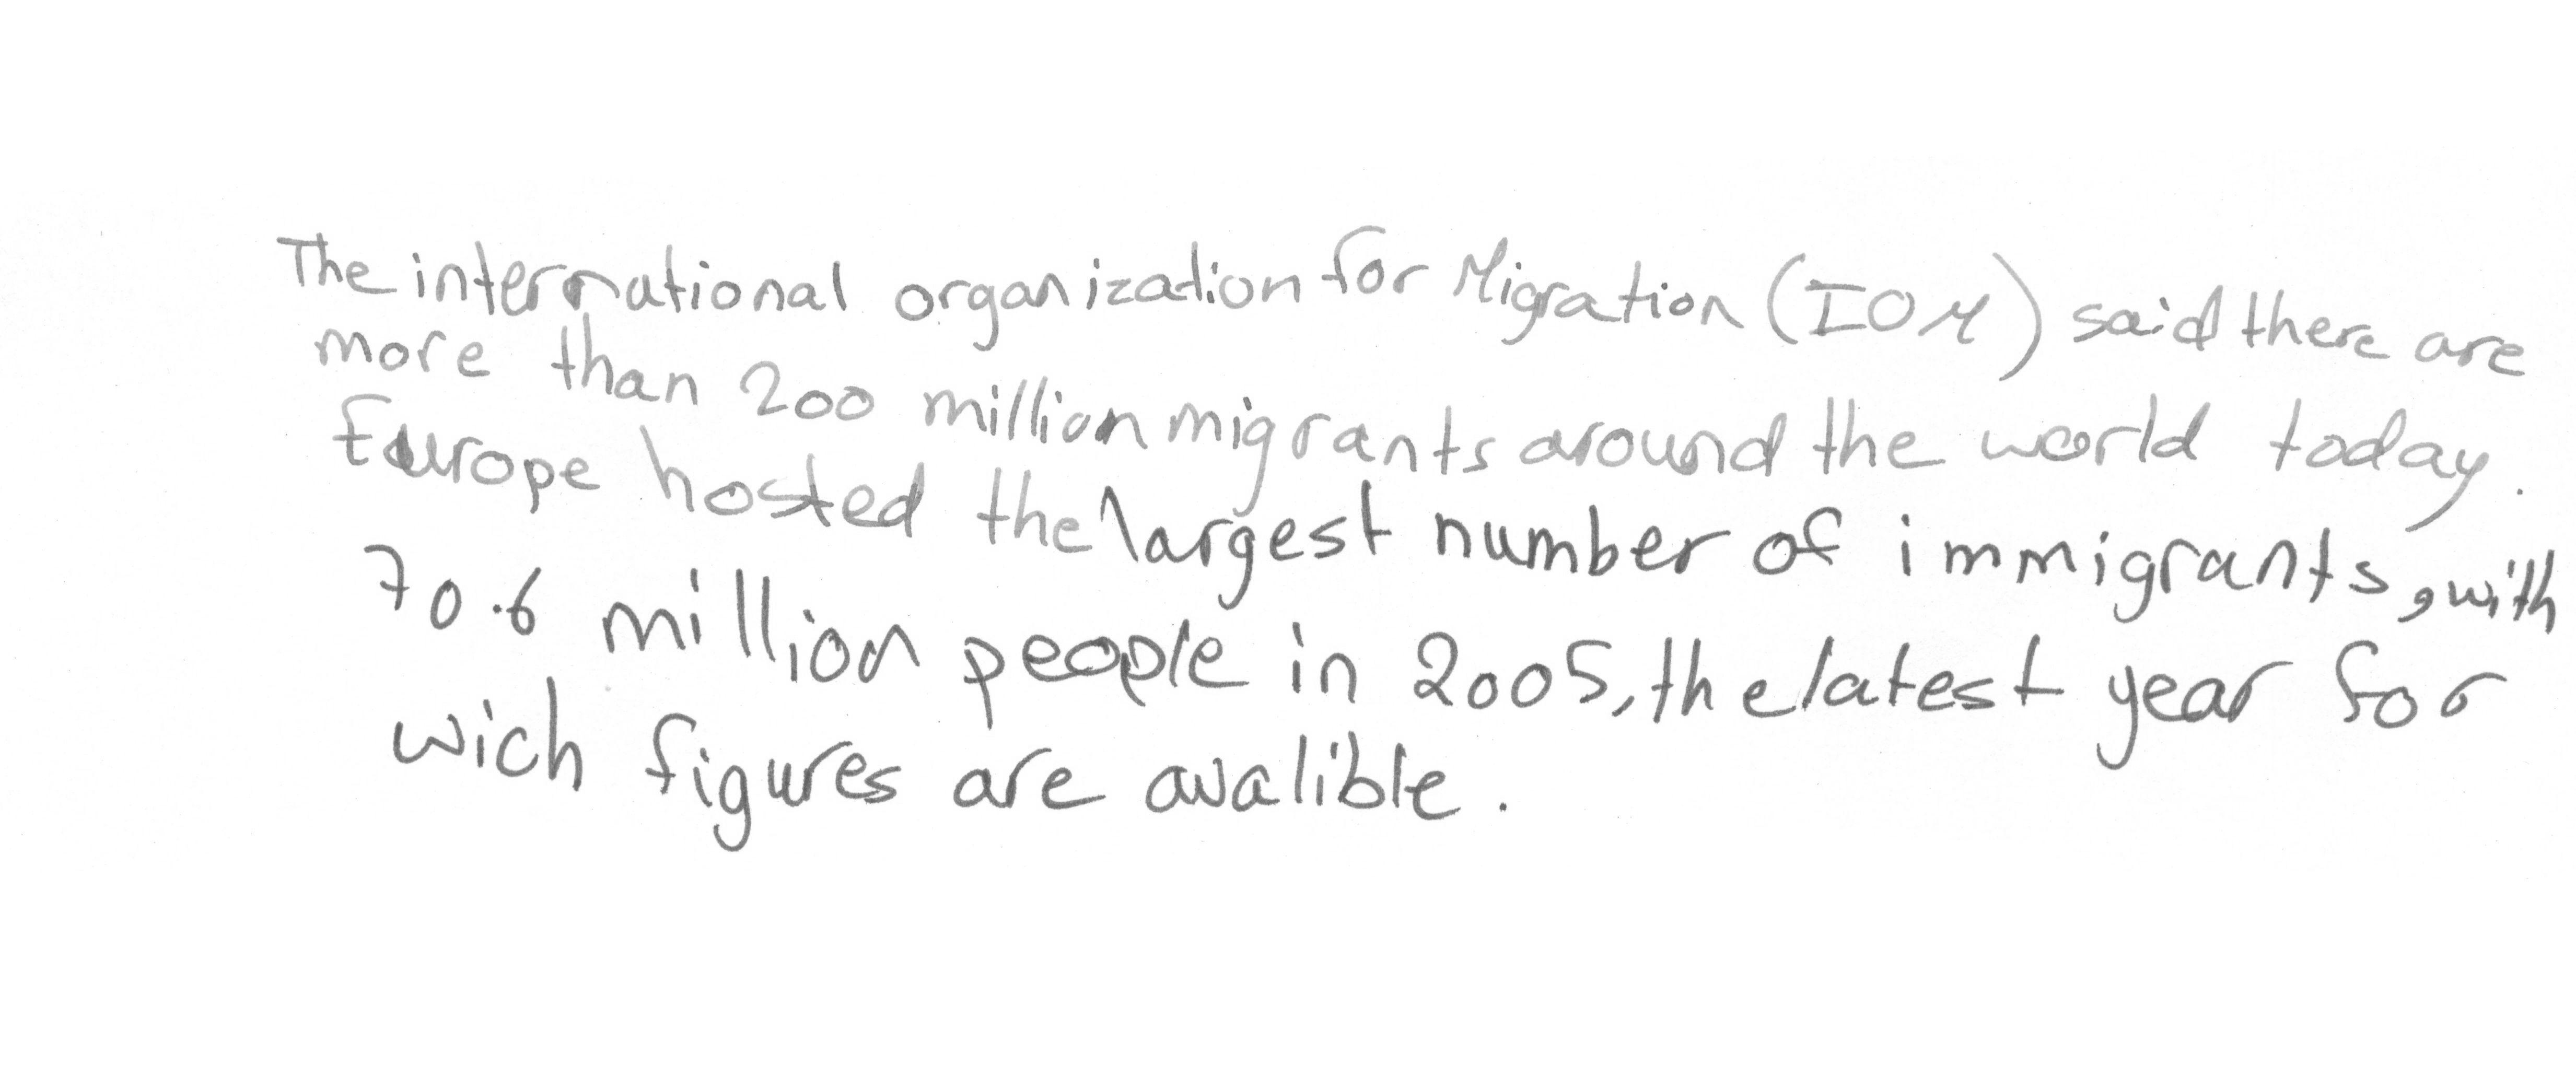 The international organization for Migration (IOM) said there are
more than 200 million migrants around the world today.
Europe hosted the largest number of immigrants, with
70.6 million people in 2005, the latest year for
wich figures are avalible.